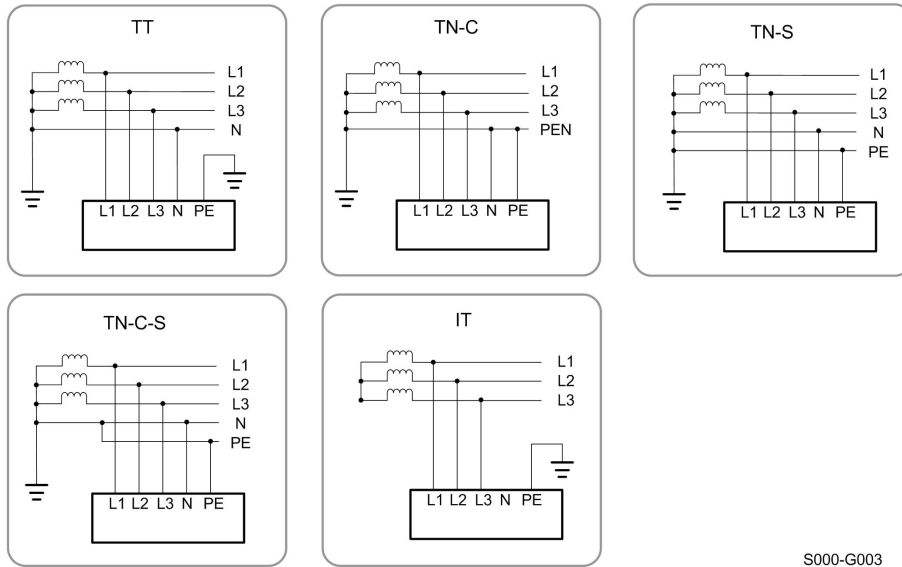 TT
L1
L2
L3
N
L1 L2 L3 N PE
TN-C
L1
L2
L3
PEN
L1 L2 L3 N PE
TN-S
L1
L2
L3
N
PE
L1 L2 L3 N PE
TN-C-S
L1
L2
L3
N
PE
L1 L2 L3 N PE
IT
L1
L2
L3
L1 L2 L3 N PE
S000-G003